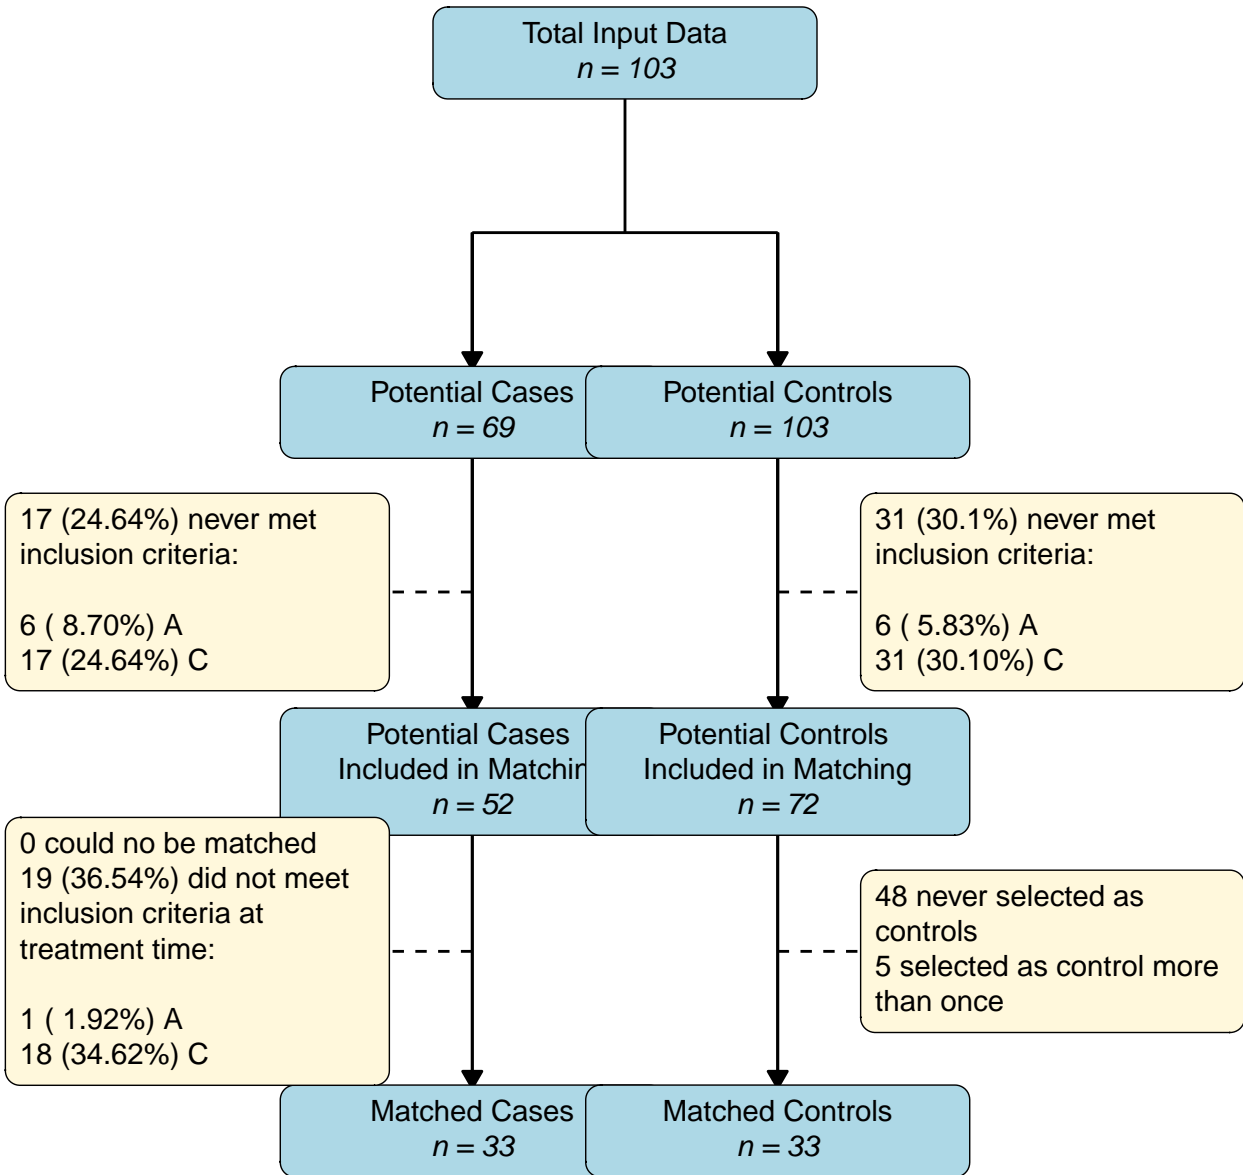 Total Input Data
n = 103
Potential Cases
n = 69
Potential Controls
n = 103
17 (24.64%) never met
inclusion criteria:
6 ( 8.70%) A
17 (24.64%) C
31 (30.1%) never met
inclusion criteria:
6 ( 5.83%) A
31 (30.10%) C
Potential Cases
Included in Matchin
n = 52
Potential Controls
Included in Matching
n = 72
0 could no be matched
19 (36.54%) did not meet
inclusion criteria at
treatment time:
1 ( 1.92%) A
18 (34.62%) C
48 never selected as
controls
5 selected as control more
than once
Matched Cases
n = 33
Matched Controls
n = 33